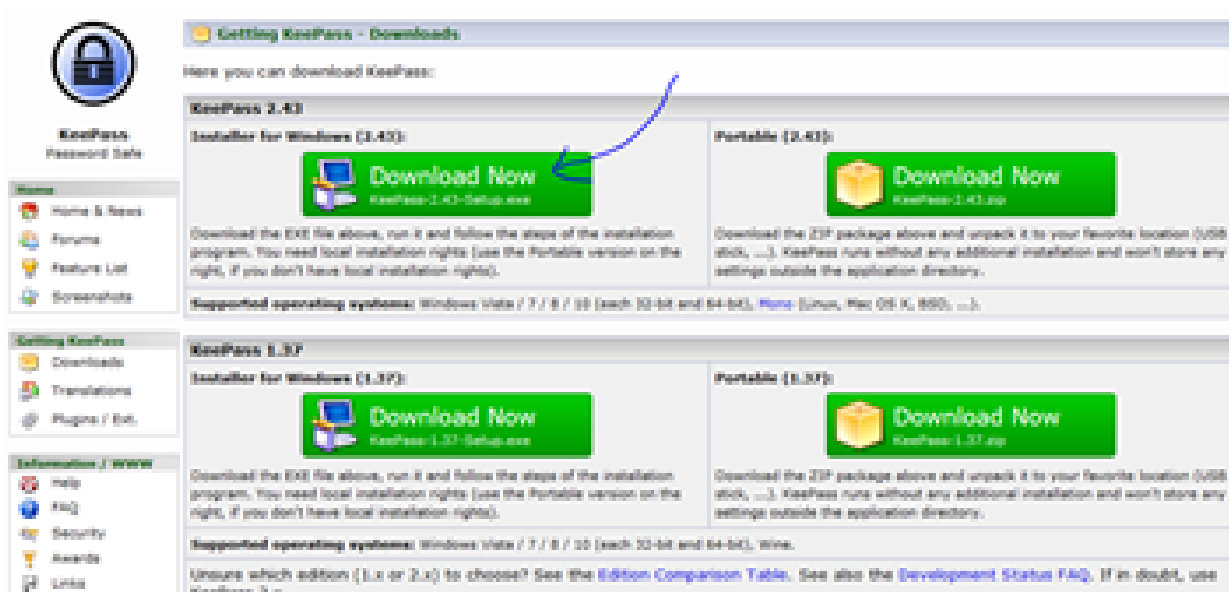 Getting KeePass - Downloads
Here you can download KeePass:
KeePass
Password Safe
Home
Home & News
Forums
Feature List
Screenshots
Getting KeePass
Downloads
Translations
Plugins / Ext.
Information / WWW
Help
FAQ
Security
Awards
Links
KeePass 2.43
Installer for Windows (2.43):
Download Now
KeePass-2.43-Setup.exe
Download the EXE file above, run it and follow the steps of the installation
program. You need local installation rights (use the Portable version on the
right, if you don't have local installation rights).
Portable (2.43):
Download Now
KeePass-2.43.zip
Download the ZIP package above and unpack it to your favorite location (USB
stick, ...). KeePass runs without any additional installation and won't store any
settings outside the application directory.
Supported operating systems: Windows Vista / 7 / 8 / 10 (each 32-bit and 64-bit), Mono (Linux, Mac OS X, BSD, ...).
KeePass 1.37
Installer for Windows (1.37):
Download Now
KeePass-1.37-Setup.exe
Download the EXE file above, run it and follow the steps of the installation
program. You need local installation rights (use the Portable version on the
right, if you don't have local installation rights).
Portable (1.37):
Download Now
KeePass-1.37.zip
Download the ZIP package above and unpack it to your favorite location (USB
stick, ...). KeePass runs without any additional installation and won't store any
settings outside the application directory.
Supported operating systems: Windows Vista / 7 / 8 / 10 (each 32-bit and 64-bit), Wine.
Unsure which edition (1.x or 2.x) to choose? See the Edition Comparison Table. See also the Development Status FAQ. If in doubt, use
KeePass 2.x.